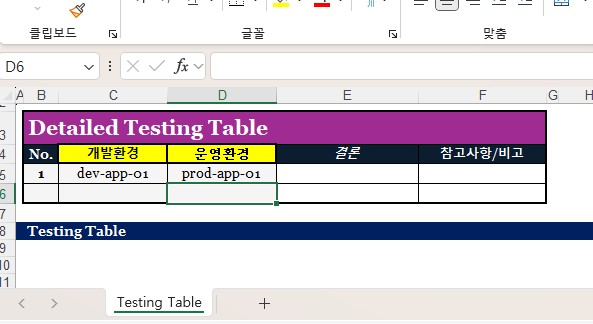 가 가
클립보드
글꼴
맞춤
D6
fx
A B C D E F G H
3 Detailed Testing Table
4 No. 개발환경 운영환경 결론 참고사항/비고
5 1 dev-app-01 prod-app-01
6
7
8 Testing Table
9
10
11
Testing Table